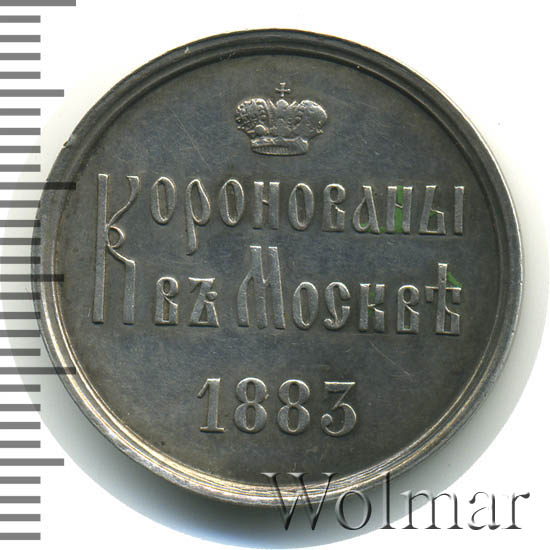 Коронованы
въ Москвѣ
1883
Wolmar